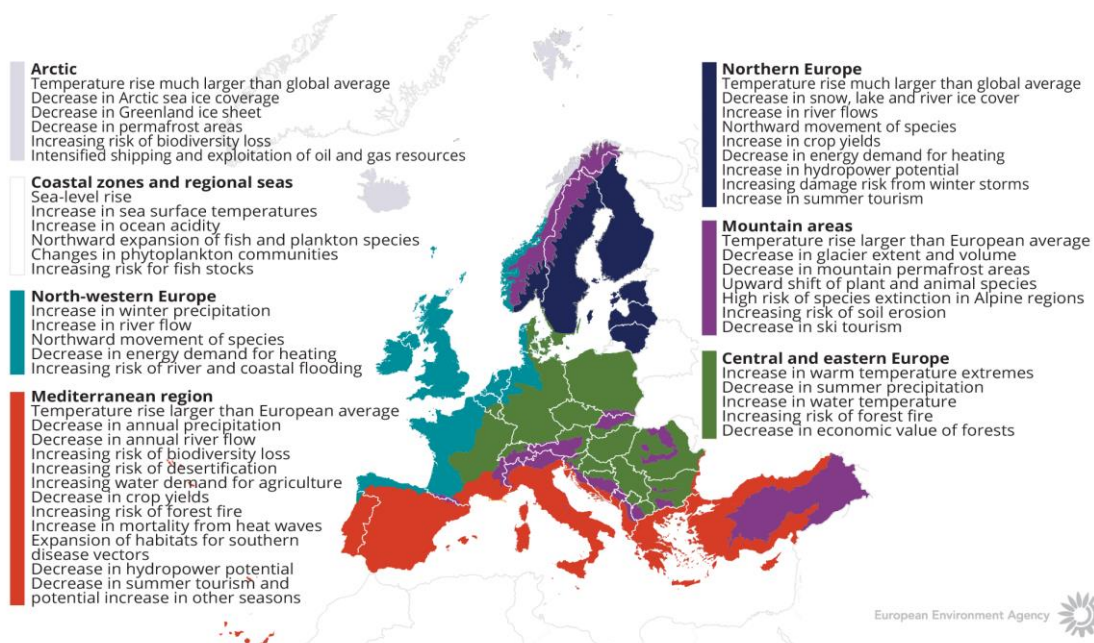 Arctic
Temperature rise much larger than global average
Decrease in Arctic sea ice coverage
Decrease in Greenland ice sheet
Decrease in permafrost areas
Increasing risk of biodiversity loss
Intensified shipping and exploitation of oil and gas resources
Coastal zones and regional seas
Sea-level rise
Increase in sea surface temperatures
Increase in ocean acidity
Northward expansion of fish and plankton species
Changes in phytoplankton communities
Increasing risk for fish stocks
North-western Europe
Increase in winter precipitation
Increase in river flow
Northward movement of species
Decrease in energy demand for heating
Increasing risk of river and coastal flooding
Mediterranean region
Temperature rise larger than European average
Decrease in annual precipitation
Decrease in annual river flow
Increasing risk of biodiversity loss
Increasing risk of desertification
Increasing water demand for agriculture
Decrease in crop yields
Increasing risk of forest fire
Increase in mortality from heat waves
Expansion of habitats for southern
disease vectors
Decrease in hydropower potential
Decrease in summer tourism and
potential increase in other seasons
Northern Europe
Temperature rise much larger than global average
Decrease in snow, lake and river ice cover
Increase in river flows
Northward movement of species
Increase in crop yields
Decrease in energy demand for heating
Increase in hydropower potential
Increasing damage risk from winter storms
Increase in summer tourism
Mountain areas
Temperature rise larger than European average
Decrease in glacier extent and volume
Decrease in mountain permafrost areas
Upward shift of plant and animal species
High risk of species extinction in Alpine regions
Increasing risk of soil erosion
Decrease in ski tourism
Central and eastern Europe
Increase in warm temperature extremes
Decrease in summer precipitation
Increase in water temperature
Increasing risk of forest fire
Decrease in economic value of forests
European Environment Agency